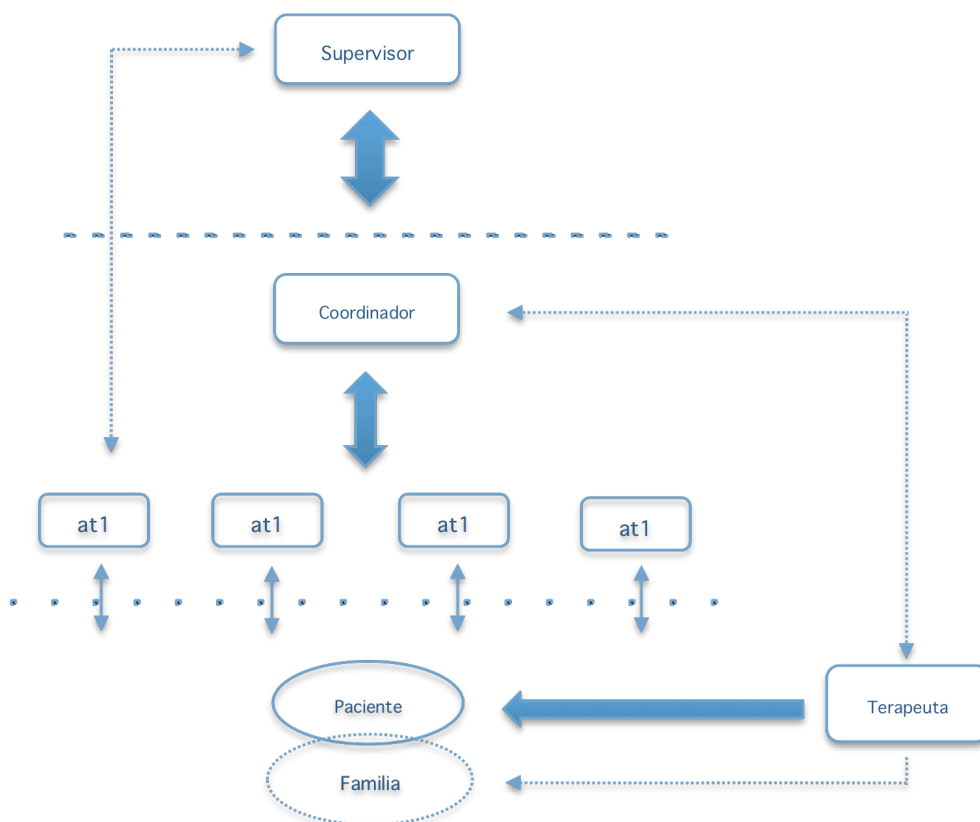 Supervisor
Coordinador
at1
at1
at1
at1
Paciente
Terapeuta
Familia